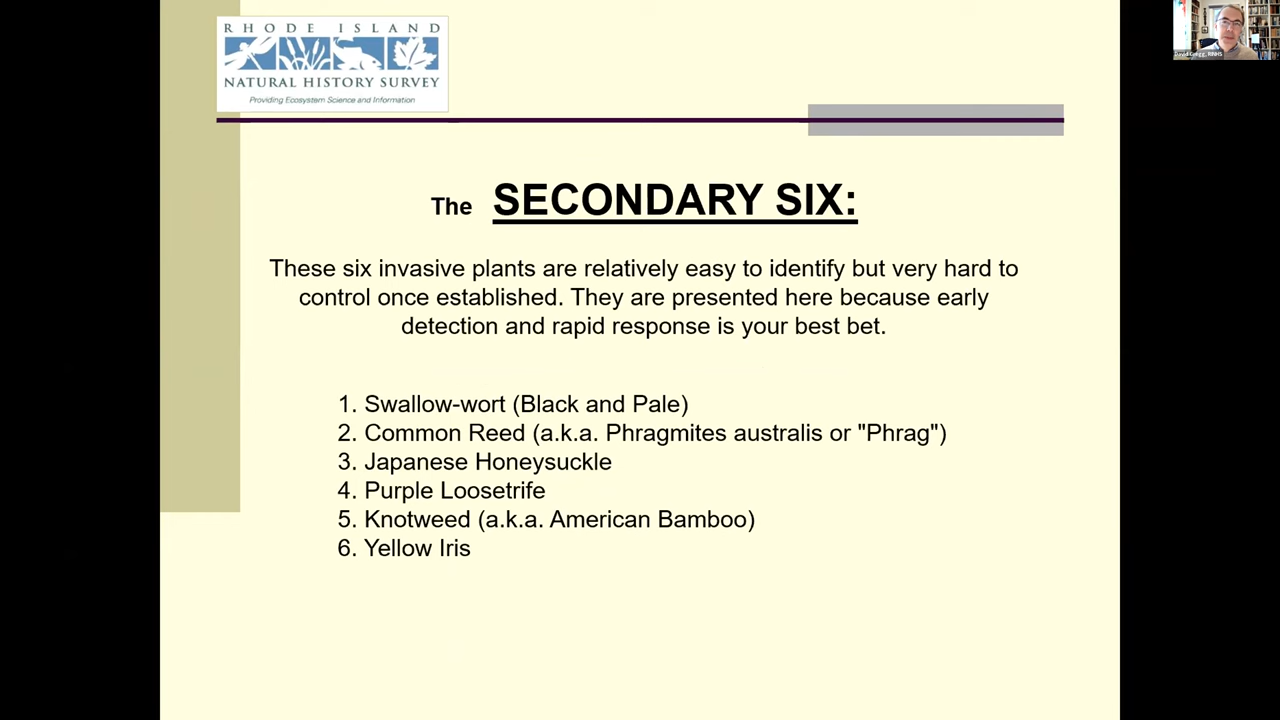 RHODE ISLAND
NATURAL HISTORY SURVEY
Providing Ecosystem Science and Information
David Gregg, RINHS
The SECONDARY SIX:
These six invasive plants are relatively easy to identify but very hard to
control once established. They are presented here because early
detection and rapid response is your best bet.
1. Swallow-wort (Black and Pale)
2. Common Reed (a.k.a. Phragmites australis or "Phrag")
3. Japanese Honeysuckle
4. Purple Loosetrife
5. Knotweed (a.k.a. American Bamboo)
6. Yellow Iris